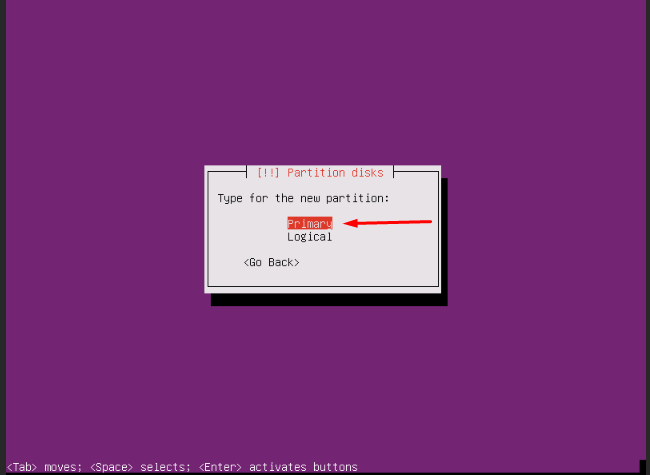 [!!] Partition disks
Type for the new partition:
Primary
Logical
<Go Back>
<Tab> moves; <Space> selects; <Enter> activates buttons